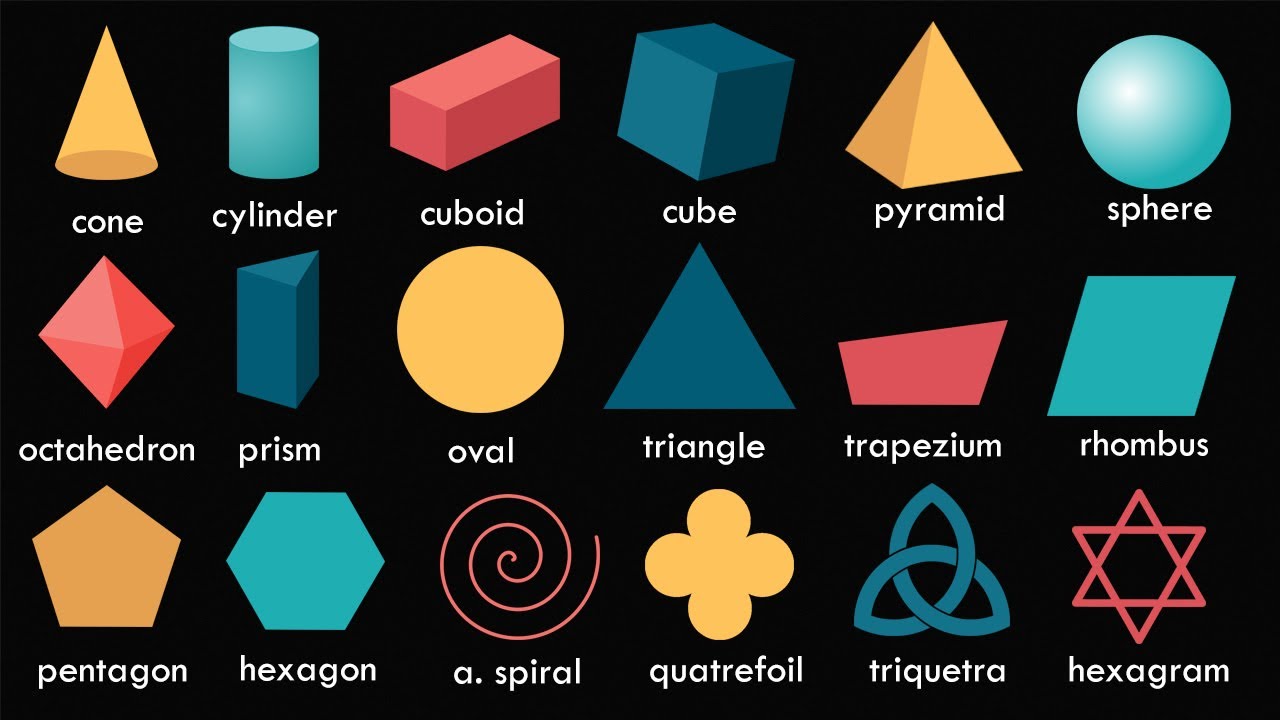 cone
cylinder
cuboid
cube
pyramid
sphere
octahedron
prism
oval
triangle
trapezium
rhombus
pentagon
hexagon
a. spiral
quatrefoil
triquetra
hexagram